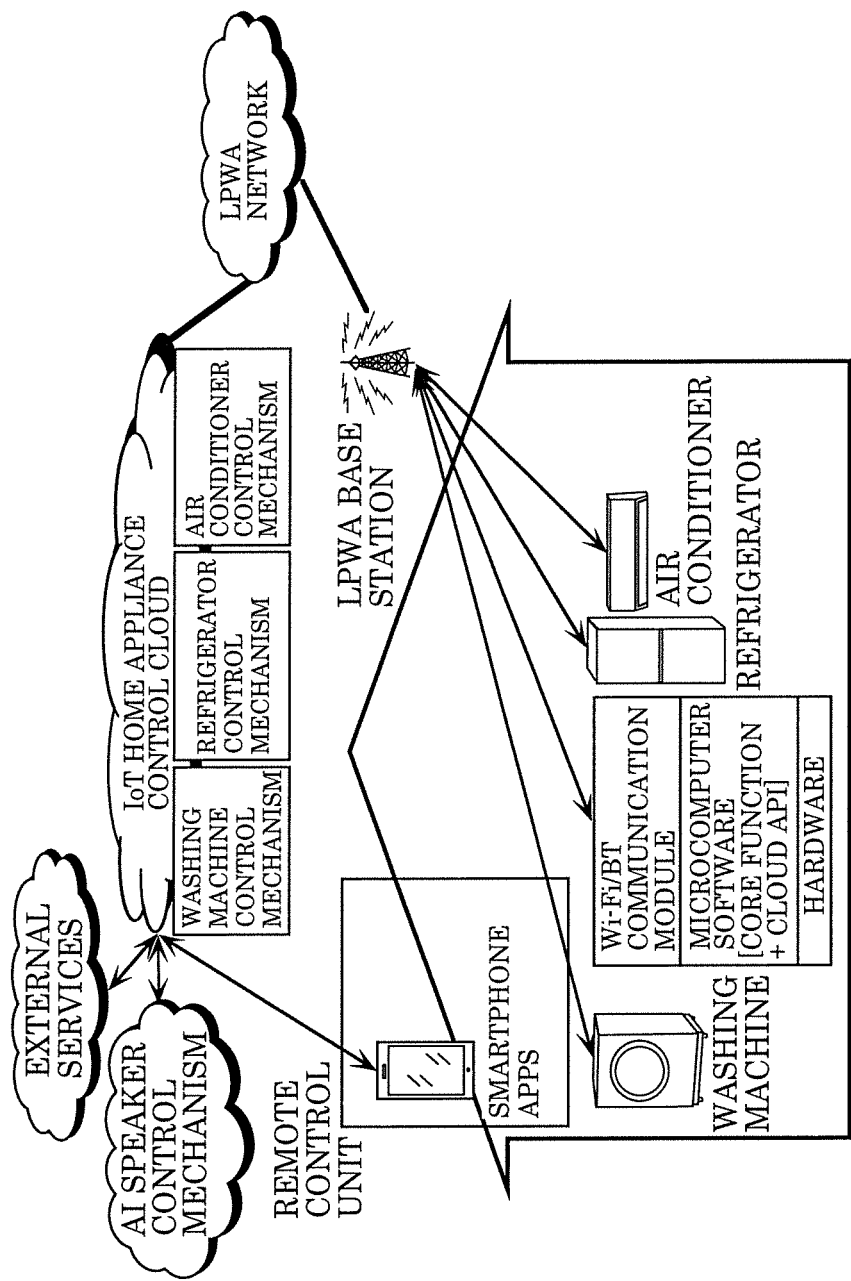 EXTERNAL
SERVICES
AI SPEAKER
CONTROL
MECHANISM
IoT HOME APPLIANCE
CONTROL CLOUD
WASHING
MACHINE
CONTROL
MECHANISM
REFRIGERATOR
CONTROL
MECHANISM
AIR
CONDITIONER
CONTROL
MECHANISM
LPWA
NETWORK
REMOTE
CONTROL
UNIT
LPWA BASE
STATION
SMARTPHONE
APPS
WASHING
MACHINE
Wi-Fi/BT
COMMUNICATION
MODULE
MICROCOMPUTER
SOFTWARE
[CORE FUNCTION
+ CLOUD API]
HARDWARE
REFRIGERATOR
AIR
CONDITIONER